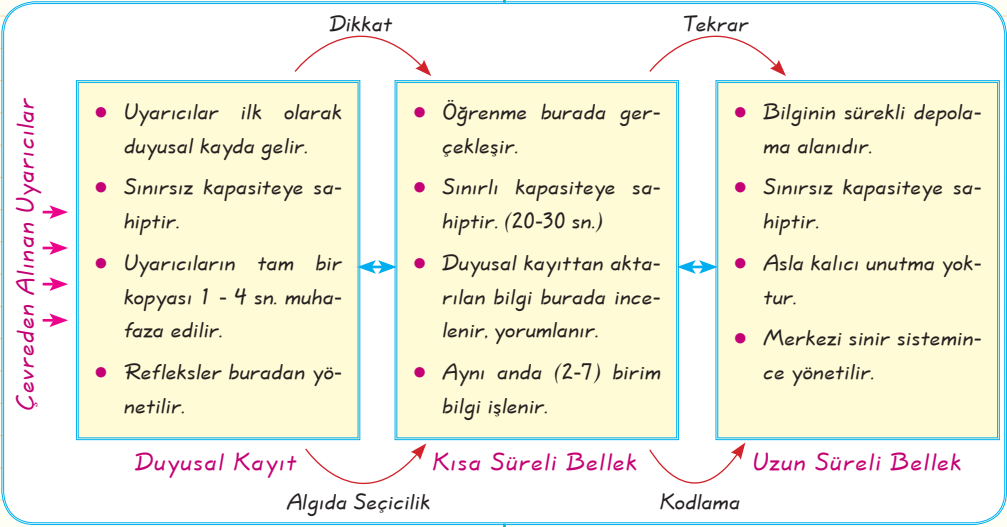 Dikkat
Tekrar
Çevreden Alınan Uyarıcılar
Uyarıcılar ilk olarak
duyusal kayda gelir.
Sınırsız kapasiteye sa-
hiptir.
Uyarıcıların tam bir
kopyası 1 - 4 sn. muha-
faza edilir.
Refleksler buradan yö-
netilir.
Duyusal Kayıt
Öğrenme burada ger-
çekleşir.
Sınırlı kapasiteye sa-
hiptir. (20-30 sn.)
Duyusal kayıttan akta-
rılan bilgi burada ince-
lenir, yorumlanır.
Aynı anda (2-7) birim
bilgi işlenir.
Kısa Süreli Bellek
Bilginin sürekli depola-
ma alanıdır.
Sınırsız kapasiteye sa-
hiptir.
Asla kalıcı unutma yok-
tur.
Merkezi sinir sistemin-
ce yönetilir.
Uzun Süreli Bellek
Algıda Seçicilik
Kodlama